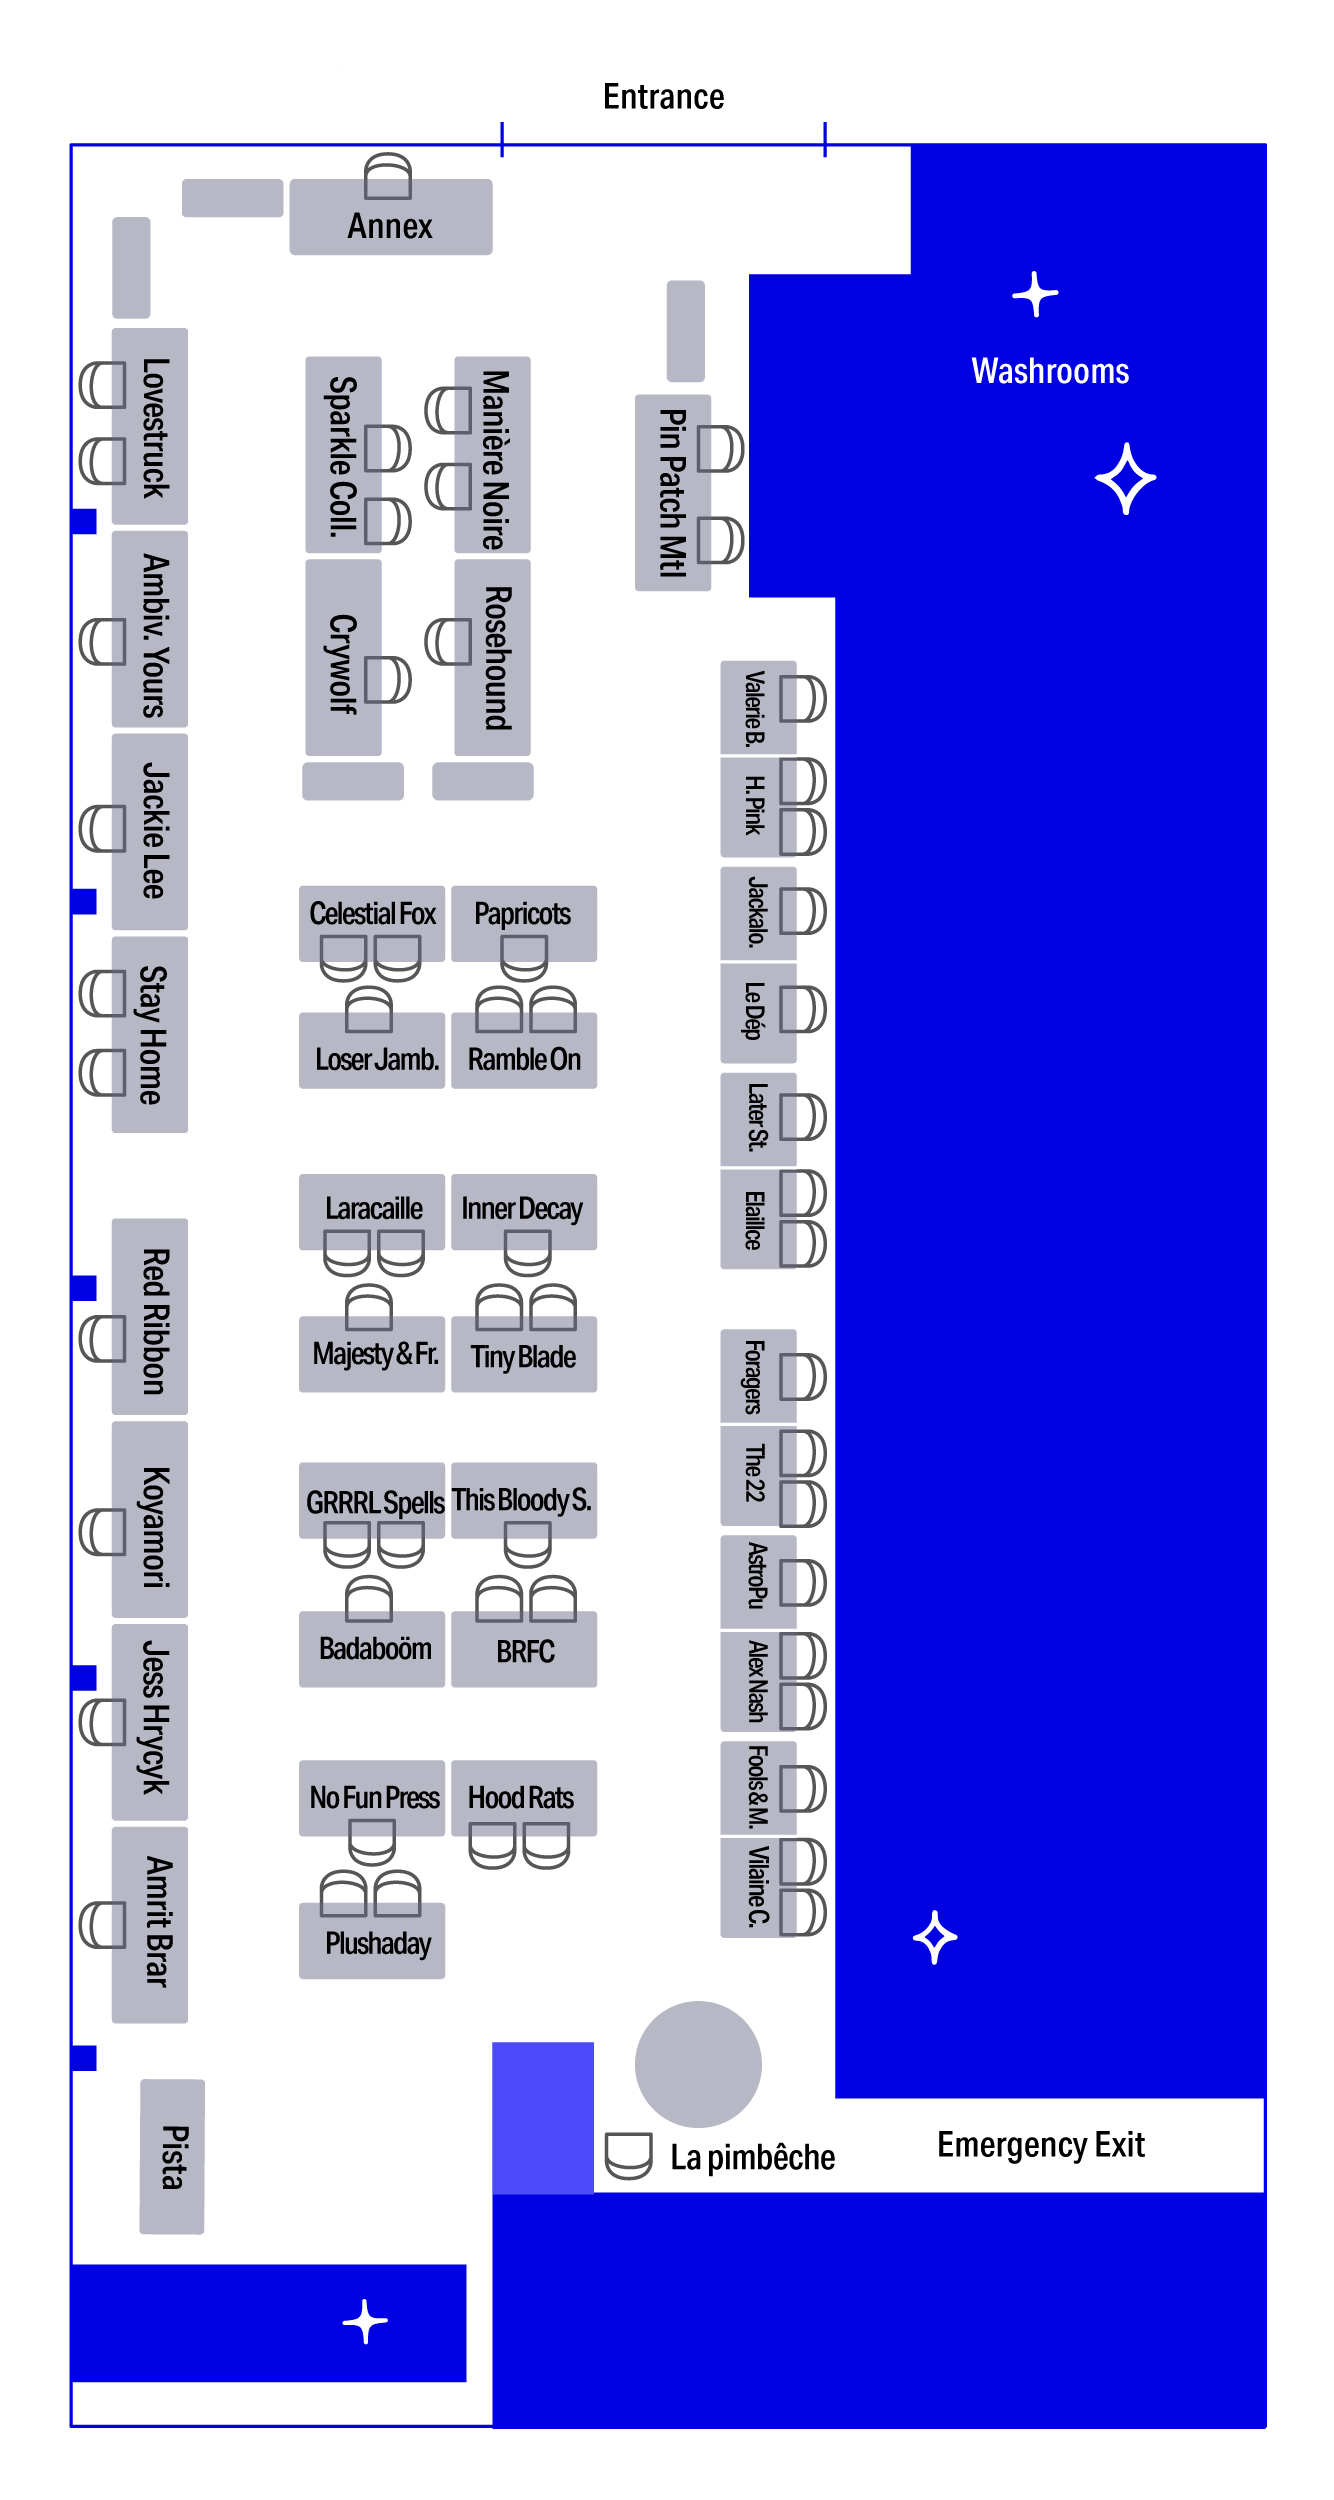 Entrance
Annex
Washrooms
Lovestruck
Sparkle Coll.
Manière Noire
Pin Patch Mtl
Ambiv. Yours
Crywolf
Rosehound
Valerie B.
H. Pink
Jackie Lee
Celestial Fox
Papricots
Jackalo.
Stay Home
Le Dép
Loser Jamb.
Ramble On
Later St.
Laracaille
Inner Decay
Elaillce
Red Ribbon
Majesty & Fr.
Tiny Blade
Foragers
The 22
Koyamori
GRRRL Spells
This Bloody S.
AstroPu
Badaboöm
BRFC
Alex Nash
Jess Hrycyk
No Fun Press
Hood Rats
Fools & M.
Vilaine C.
Amrit Brar
Plushaday
Pista
La pimbêche
Emergency Exit